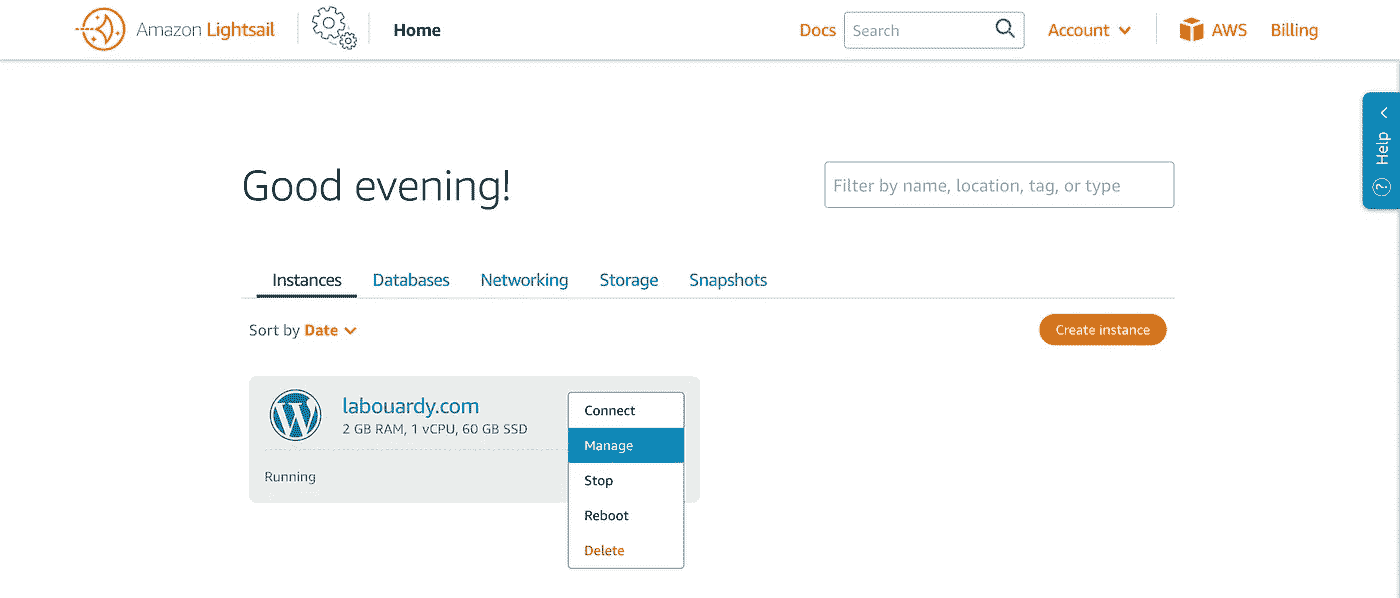 Amazon Lightsail Home Docs Search Account AWS Billing
Help
?
Good evening! Filter by name, location, tag, or type
Instances Databases Networking Storage Snapshots
Sort by Date Create instance
labouardy.com
2 GB RAM, 1 vCPU, 60 GB SSD
Running
Connect
Manage
Stop
Reboot
Delete